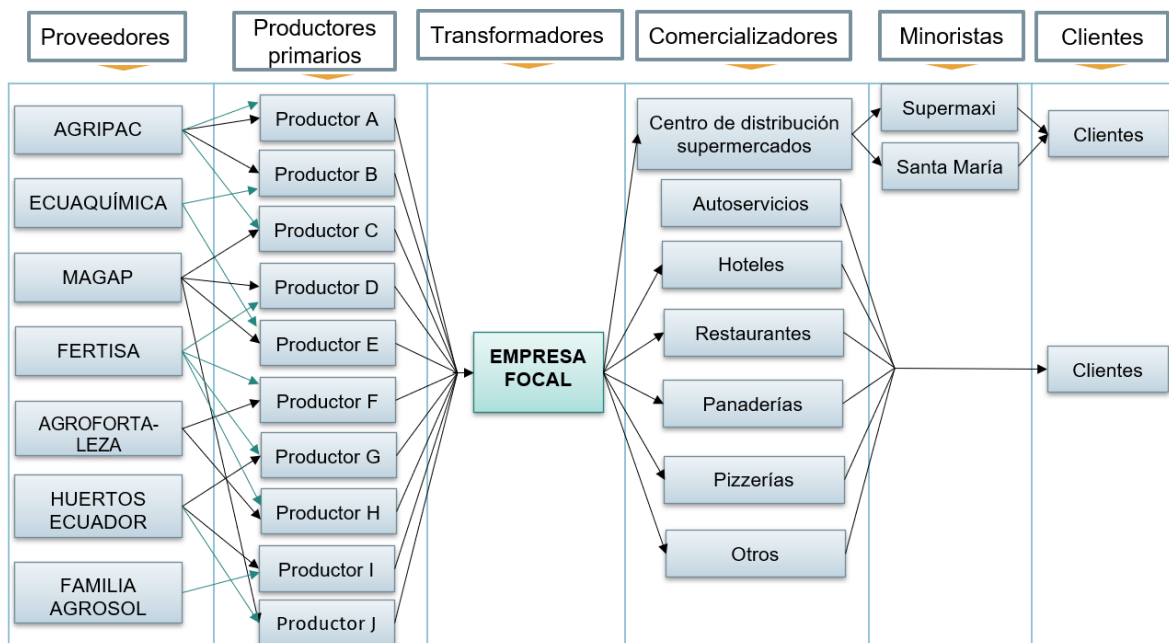 Proveedores
Productores
primarios
Transformadores
Comercializadores
Minoristas
Clientes
AGRIPAC
ECUAQUÍMICA
MAGAP
FERTISA
AGROFORTA-
LEZA
HUERTOS
ECUADOR
FAMILIA
AGROSOL
Productor A
Productor B
Productor C
Productor D
Productor E
Productor F
Productor G
Productor H
Productor I
Productor J
EMPRESA
FOCAL
Centro de distribución
supermercados
Autoservicios
Hoteles
Restaurantes
Panaderías
Pizzerías
Otros
Supermaxi
Santa María
Clientes
Clientes